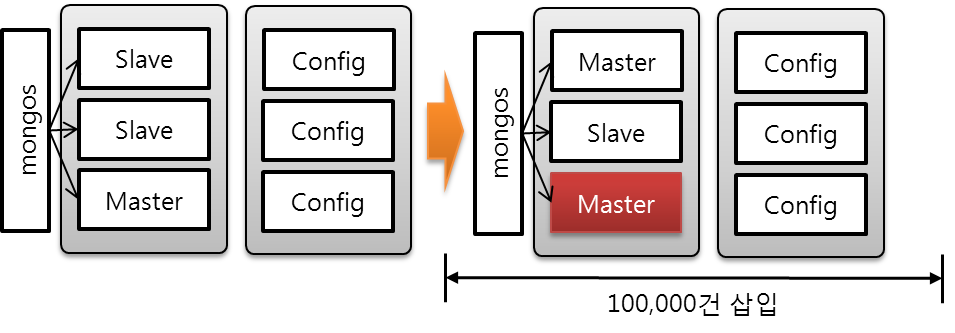 mongos
Slave
Slave
Master
Config
Config
Config
mongos
Master
Slave
Master
Config
Config
Config
100,000건 삽입